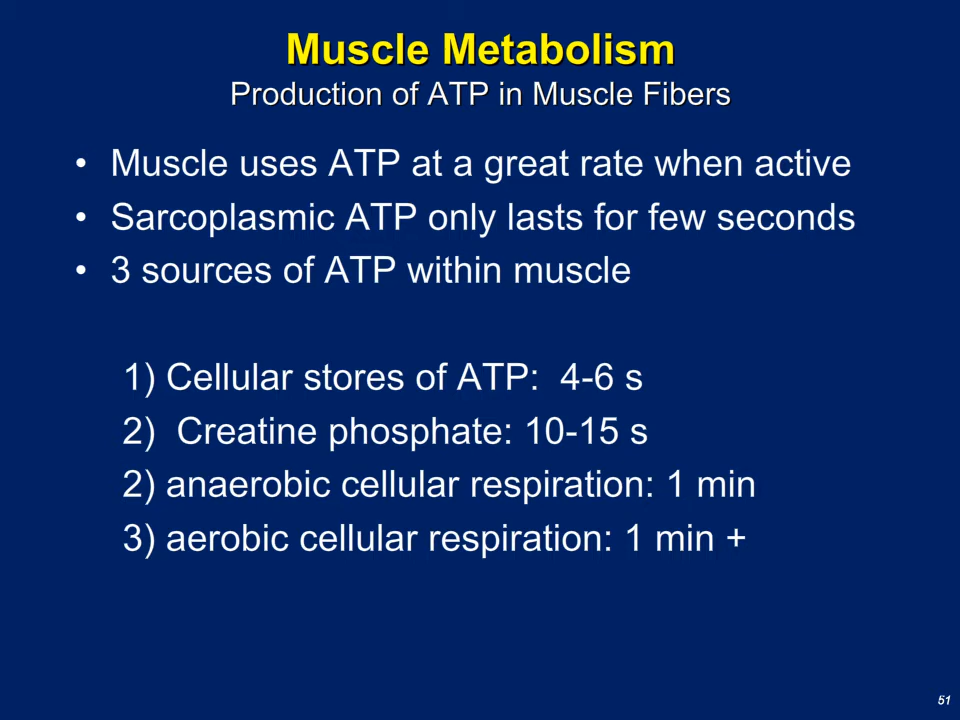 Muscle Metabolism
Production of ATP in Muscle Fibers
• Muscle uses ATP at a great rate when active
• Sarcoplasmic ATP only lasts for few seconds
• 3 sources of ATP within muscle
1) Cellular stores of ATP:  4-6 s
2)  Creatine phosphate: 10-15 s
2) anaerobic cellular respiration: 1 min
3) aerobic cellular respiration: 1 min +
51